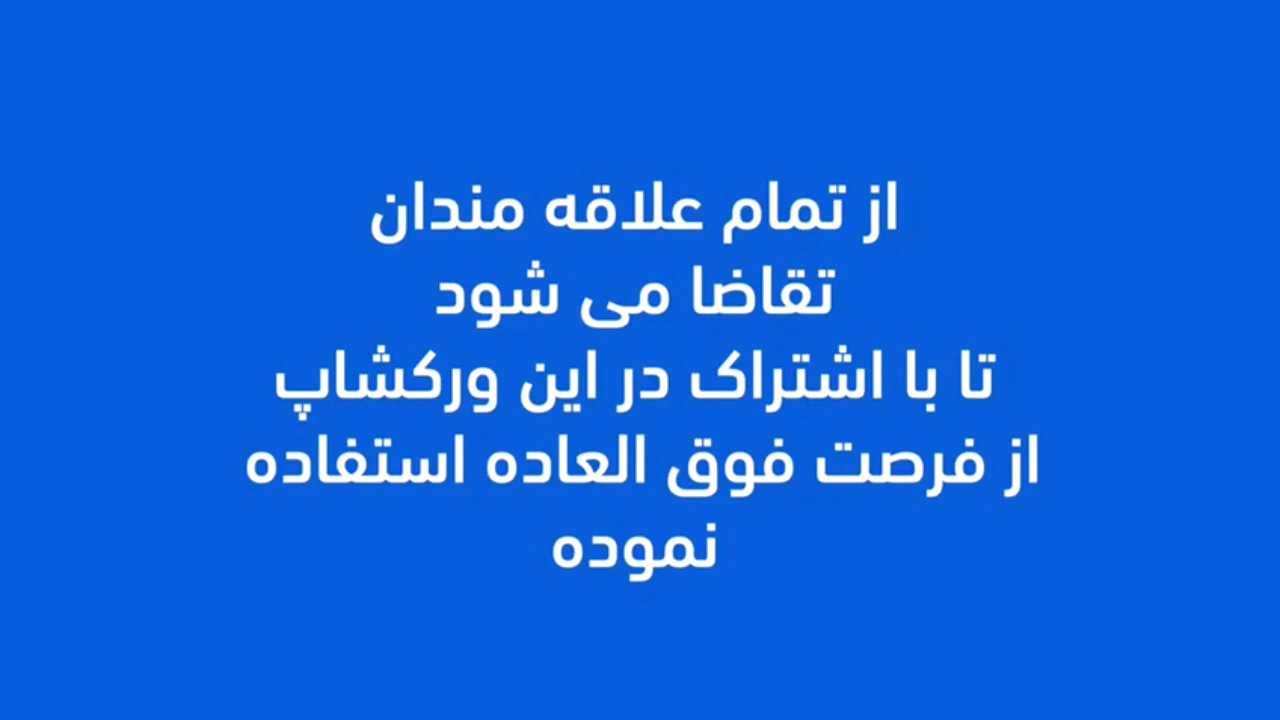 از تمام علاقه مندان
تقاضا می شود
تا با اشتراک در این ورکشاپ
از فرصت فوق العاده استفاده
نموده